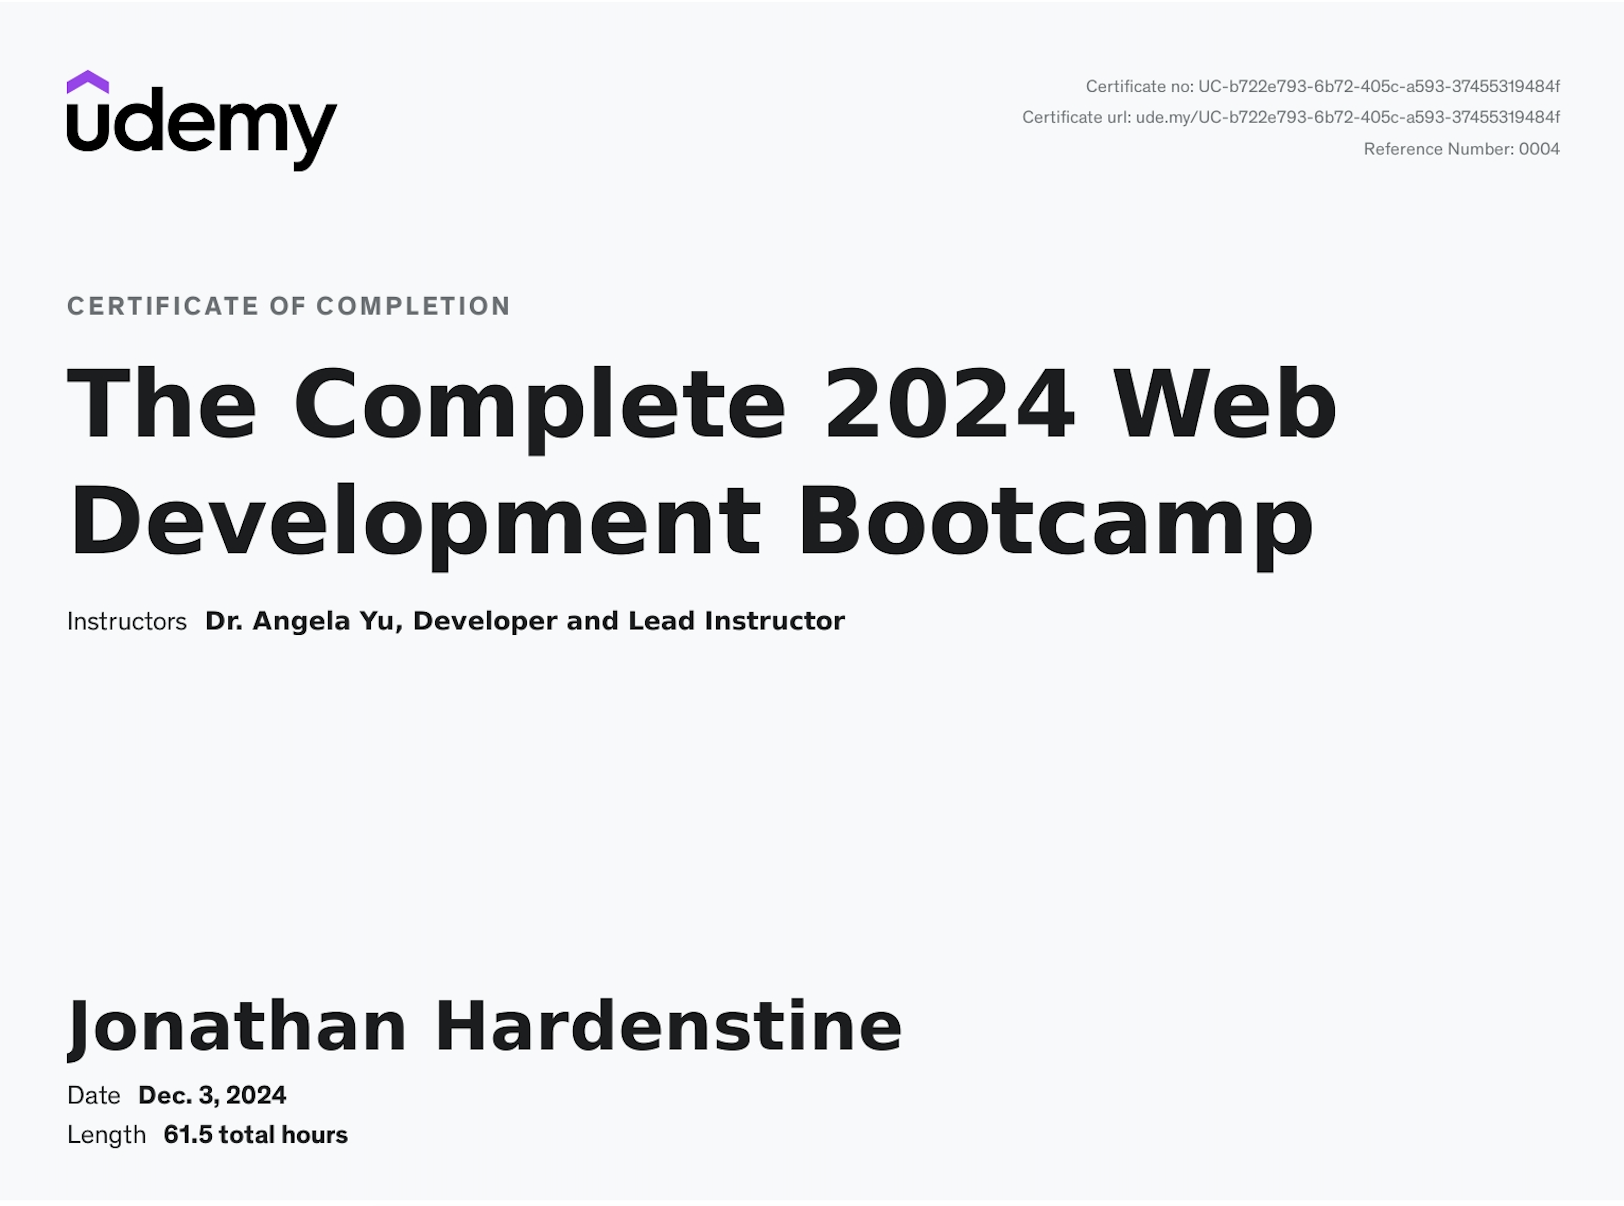 udemy
Certificate no: UC-b722e793-6b72-405c-a593-37455319484f
Certificate url: ude.my/UC-b722e793-6b72-405c-a593-37455319484f
Reference Number: 0004
CERTIFICATE OF COMPLETION
The Complete 2024 Web
Development Bootcamp
Instructors Dr. Angela Yu, Developer and Lead Instructor
Jonathan Hardenstine
Date Dec. 3, 2024
Length 61.5 total hours